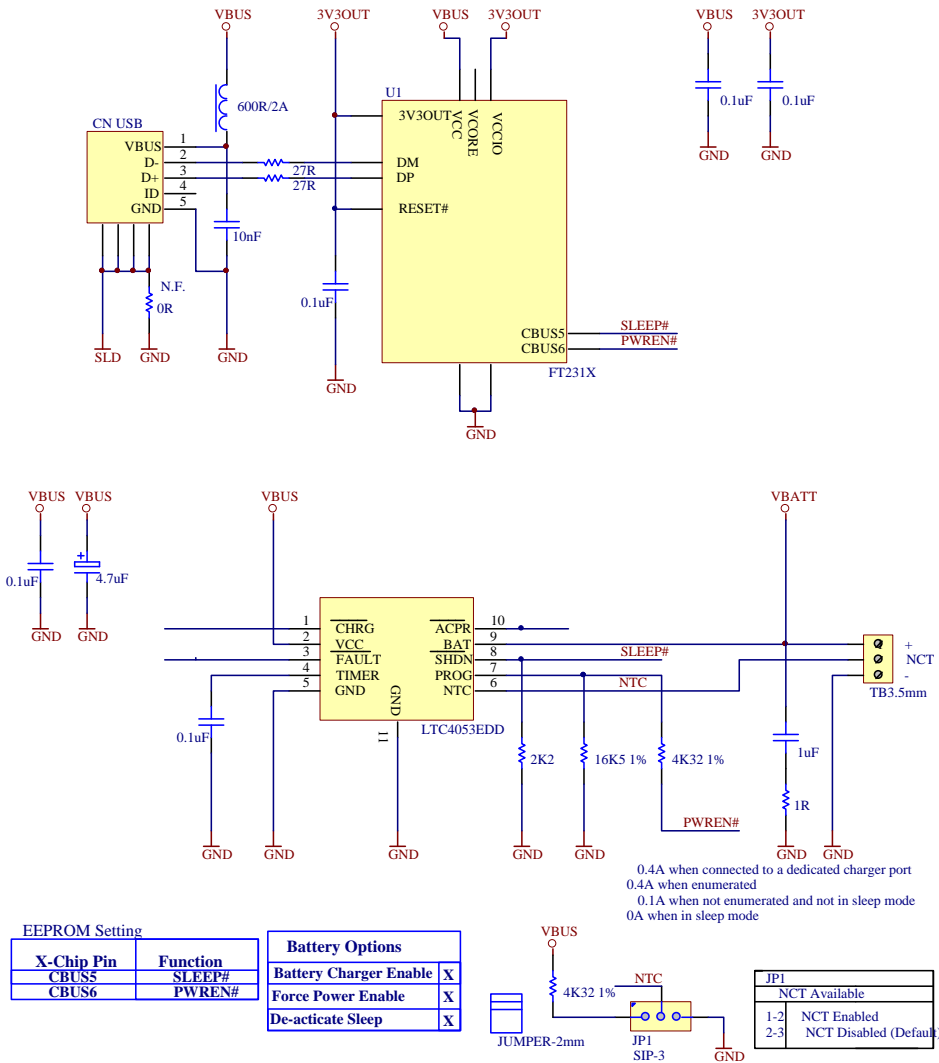 VBUS 3V3OUT VBUS 3V3OUT VBUS 3V3OUT
600R/2A
0.1uF 0.1uF
GND GND
CN USB
VBUS 1
D- 2
D+ 3
ID 4
GND 5
27R
27R
10nF
N.F.
0R
SLD GND GND
0.1uF
GND
U1
3V3OUT
VCC
VCORE
VCCIO
DM
DP
RESET#
CBUS5 SLEEP#
CBUS6 PWREN#
FT231X
GND
VBUS VBUS VBUS VBATT
0.1uF
+
4.7uF
GND GND
1 CHRG
2 VCC
3 FAULT
4 TIMER
5 GND
GND
11
ACPR 10
BAT 9
SHDN 8 SLEEP#
PROG 7
NTC 6 NTC
LTC4053EDD
0.1uF
2K2
16K5 1%
4K32 1%
PWREN#
1uF
1R
+
NCT
-
TB3.5mm
GND GND GND GND GND GND GND
0.4A when connected to a dedicated charger port
0.4A when enumerated
0.1A when not enumerated and not in sleep mode
0A when in sleep mode
EEPROM Setting
X-Chip Pin Function
CBUS5 SLEEP#
CBUS6 PWREN#
Battery Options
Battery Charger Enable X
Force Power Enable X
De-acticate Sleep X
VBUS
4K32 1%
NTC
JUMPER-2mm
JP1
SIP-3
GND
JP1
NCT Available
1-2 NCT Enabled
2-3 NCT Disabled (Default